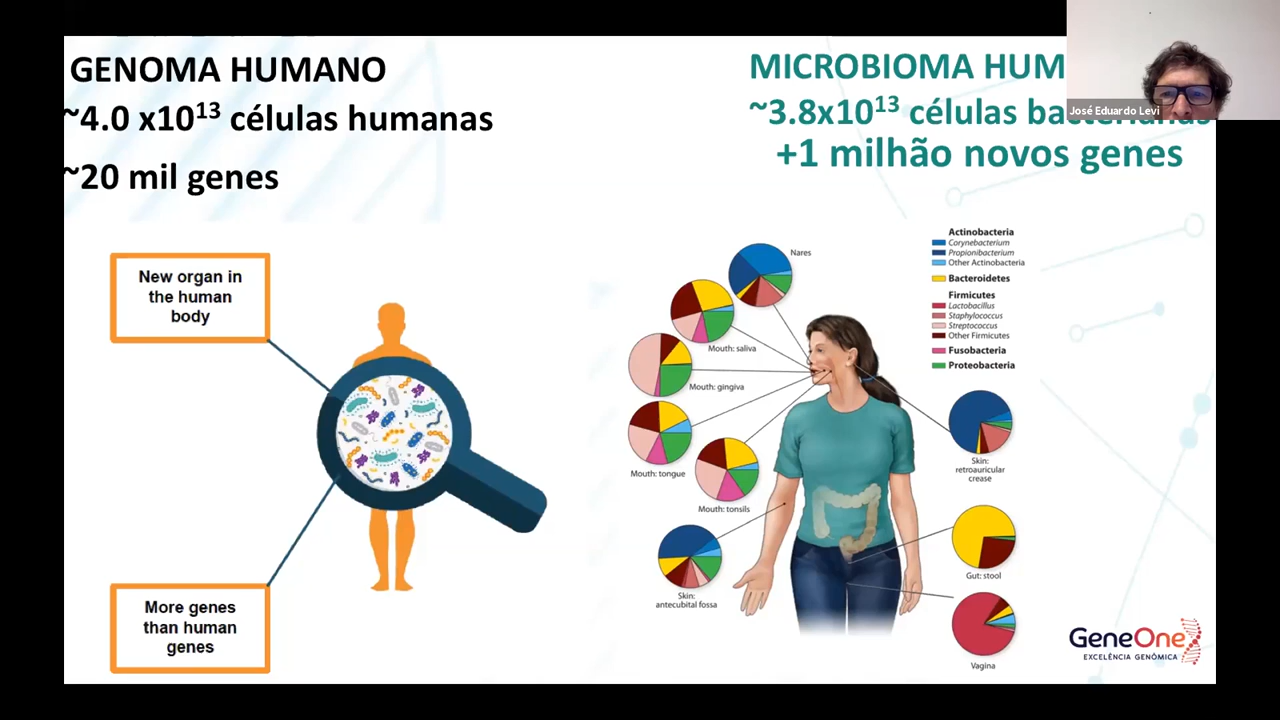 GENOMA HUMANO
~4.0 x10¹³ células humanas
~20 mil genes
MICROBIOMA HUM
~3.8x10¹³ células bacterianas
+1 milhão novos genes
José Eduardo Levi
New organ in
the human
body
More genes
than human
genes
Nares
Mouth: saliva
Mouth: gingiva
Mouth: tongue
Mouth: tonsils
Skin:
antecubital fossa
Actinobacteria
Corynebacterium
Propionibacterium
Other Actinobacteria
Bacteroidetes
Firmicutes
Lactobacillus
Staphylococcus
Streptococcus
Other Firmicutes
Fusobacteria
Proteobacteria
Skin:
retroauricular
crease
Gut: stool
Vagina
GeneOne
EXCELÊNCIA GENÔMICA